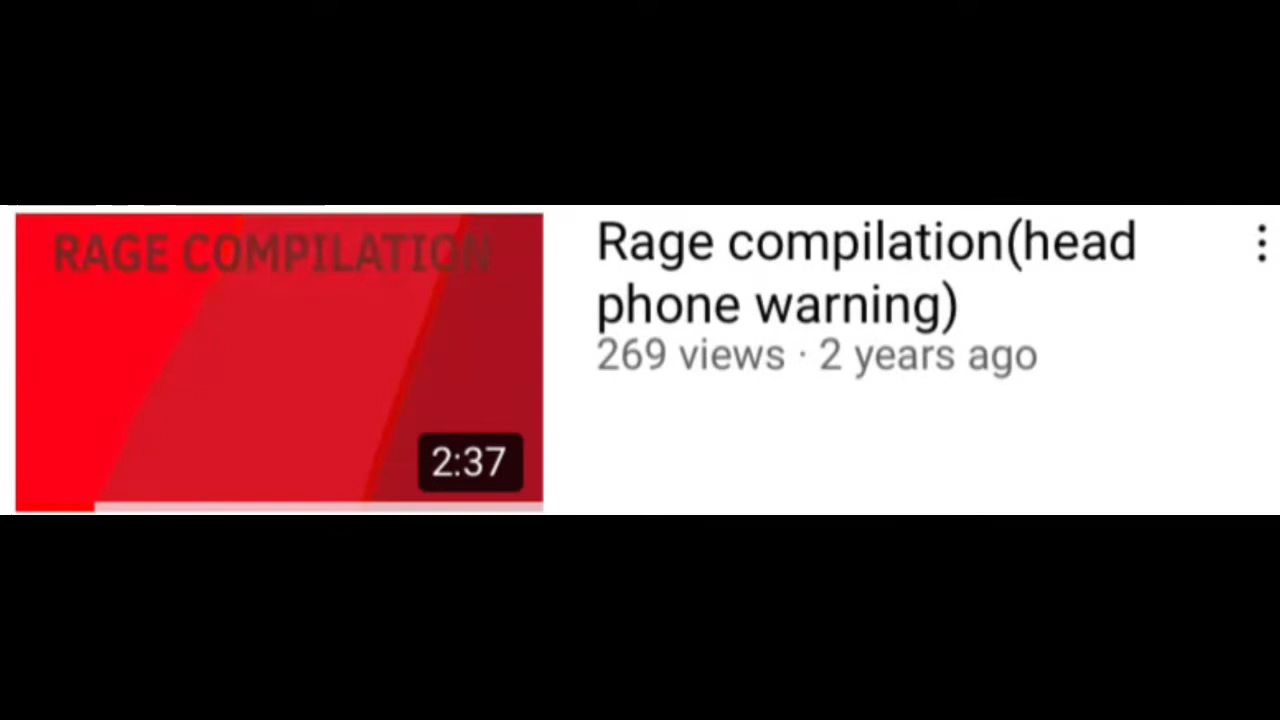 RAGE COMPILATION
2:37
Rage compilation(head
phone warning)
269 views · 2 years ago